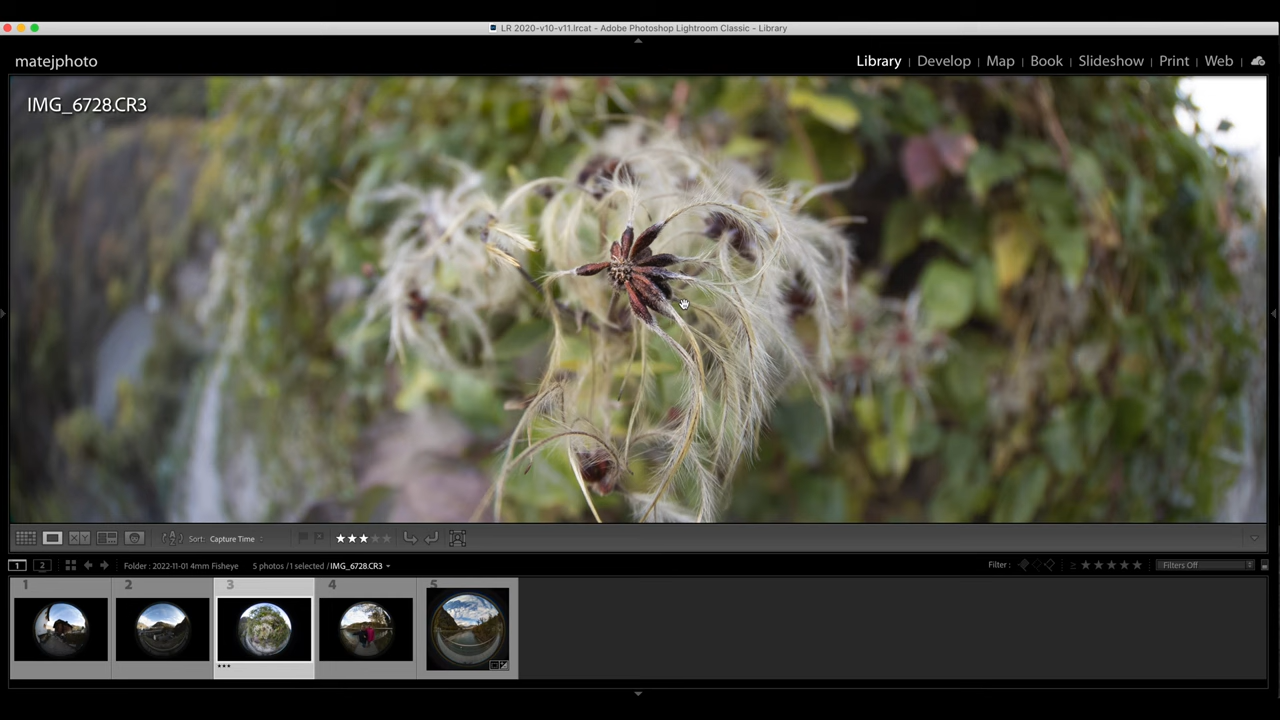 LR 2020-v10-v11.lrcat - Adobe Photoshop Lightroom Classic - Library
matejphoto
Library | Develop | Map | Book | Slideshow | Print | Web
IMG_6728.CR3
Sort: Capture Time
1 2 Folder : 2022-11-01 4mm Fisheye 5 photos / 1 selected / IMG_6728.CR3 Filter : Filters Off
1 2 3 4 5